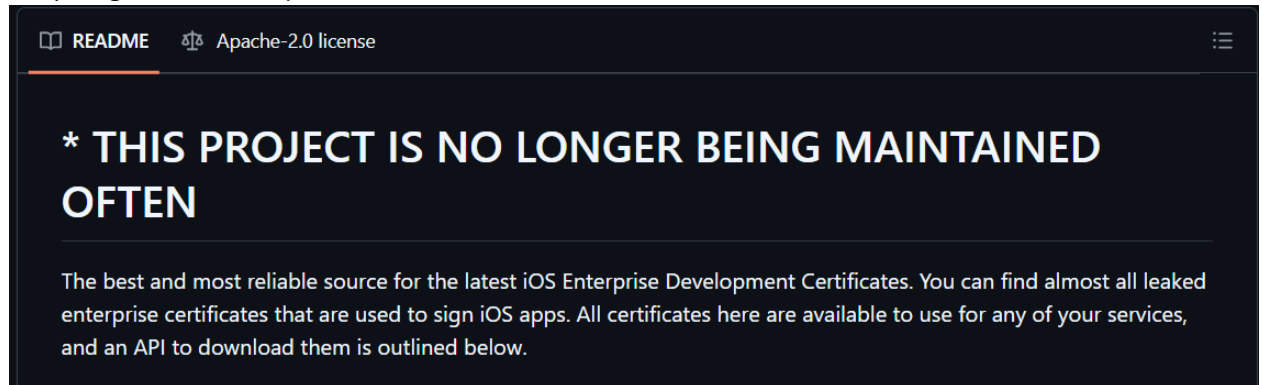 README
Apache-2.0 license
* THIS PROJECT IS NO LONGER BEING MAINTAINED
OFTEN
The best and most reliable source for the latest iOS Enterprise Development Certificates. You can find almost all leaked
enterprise certificates that are used to sign iOS apps. All certificates here are available to use for any of your services,
and an API to download them is outlined below.